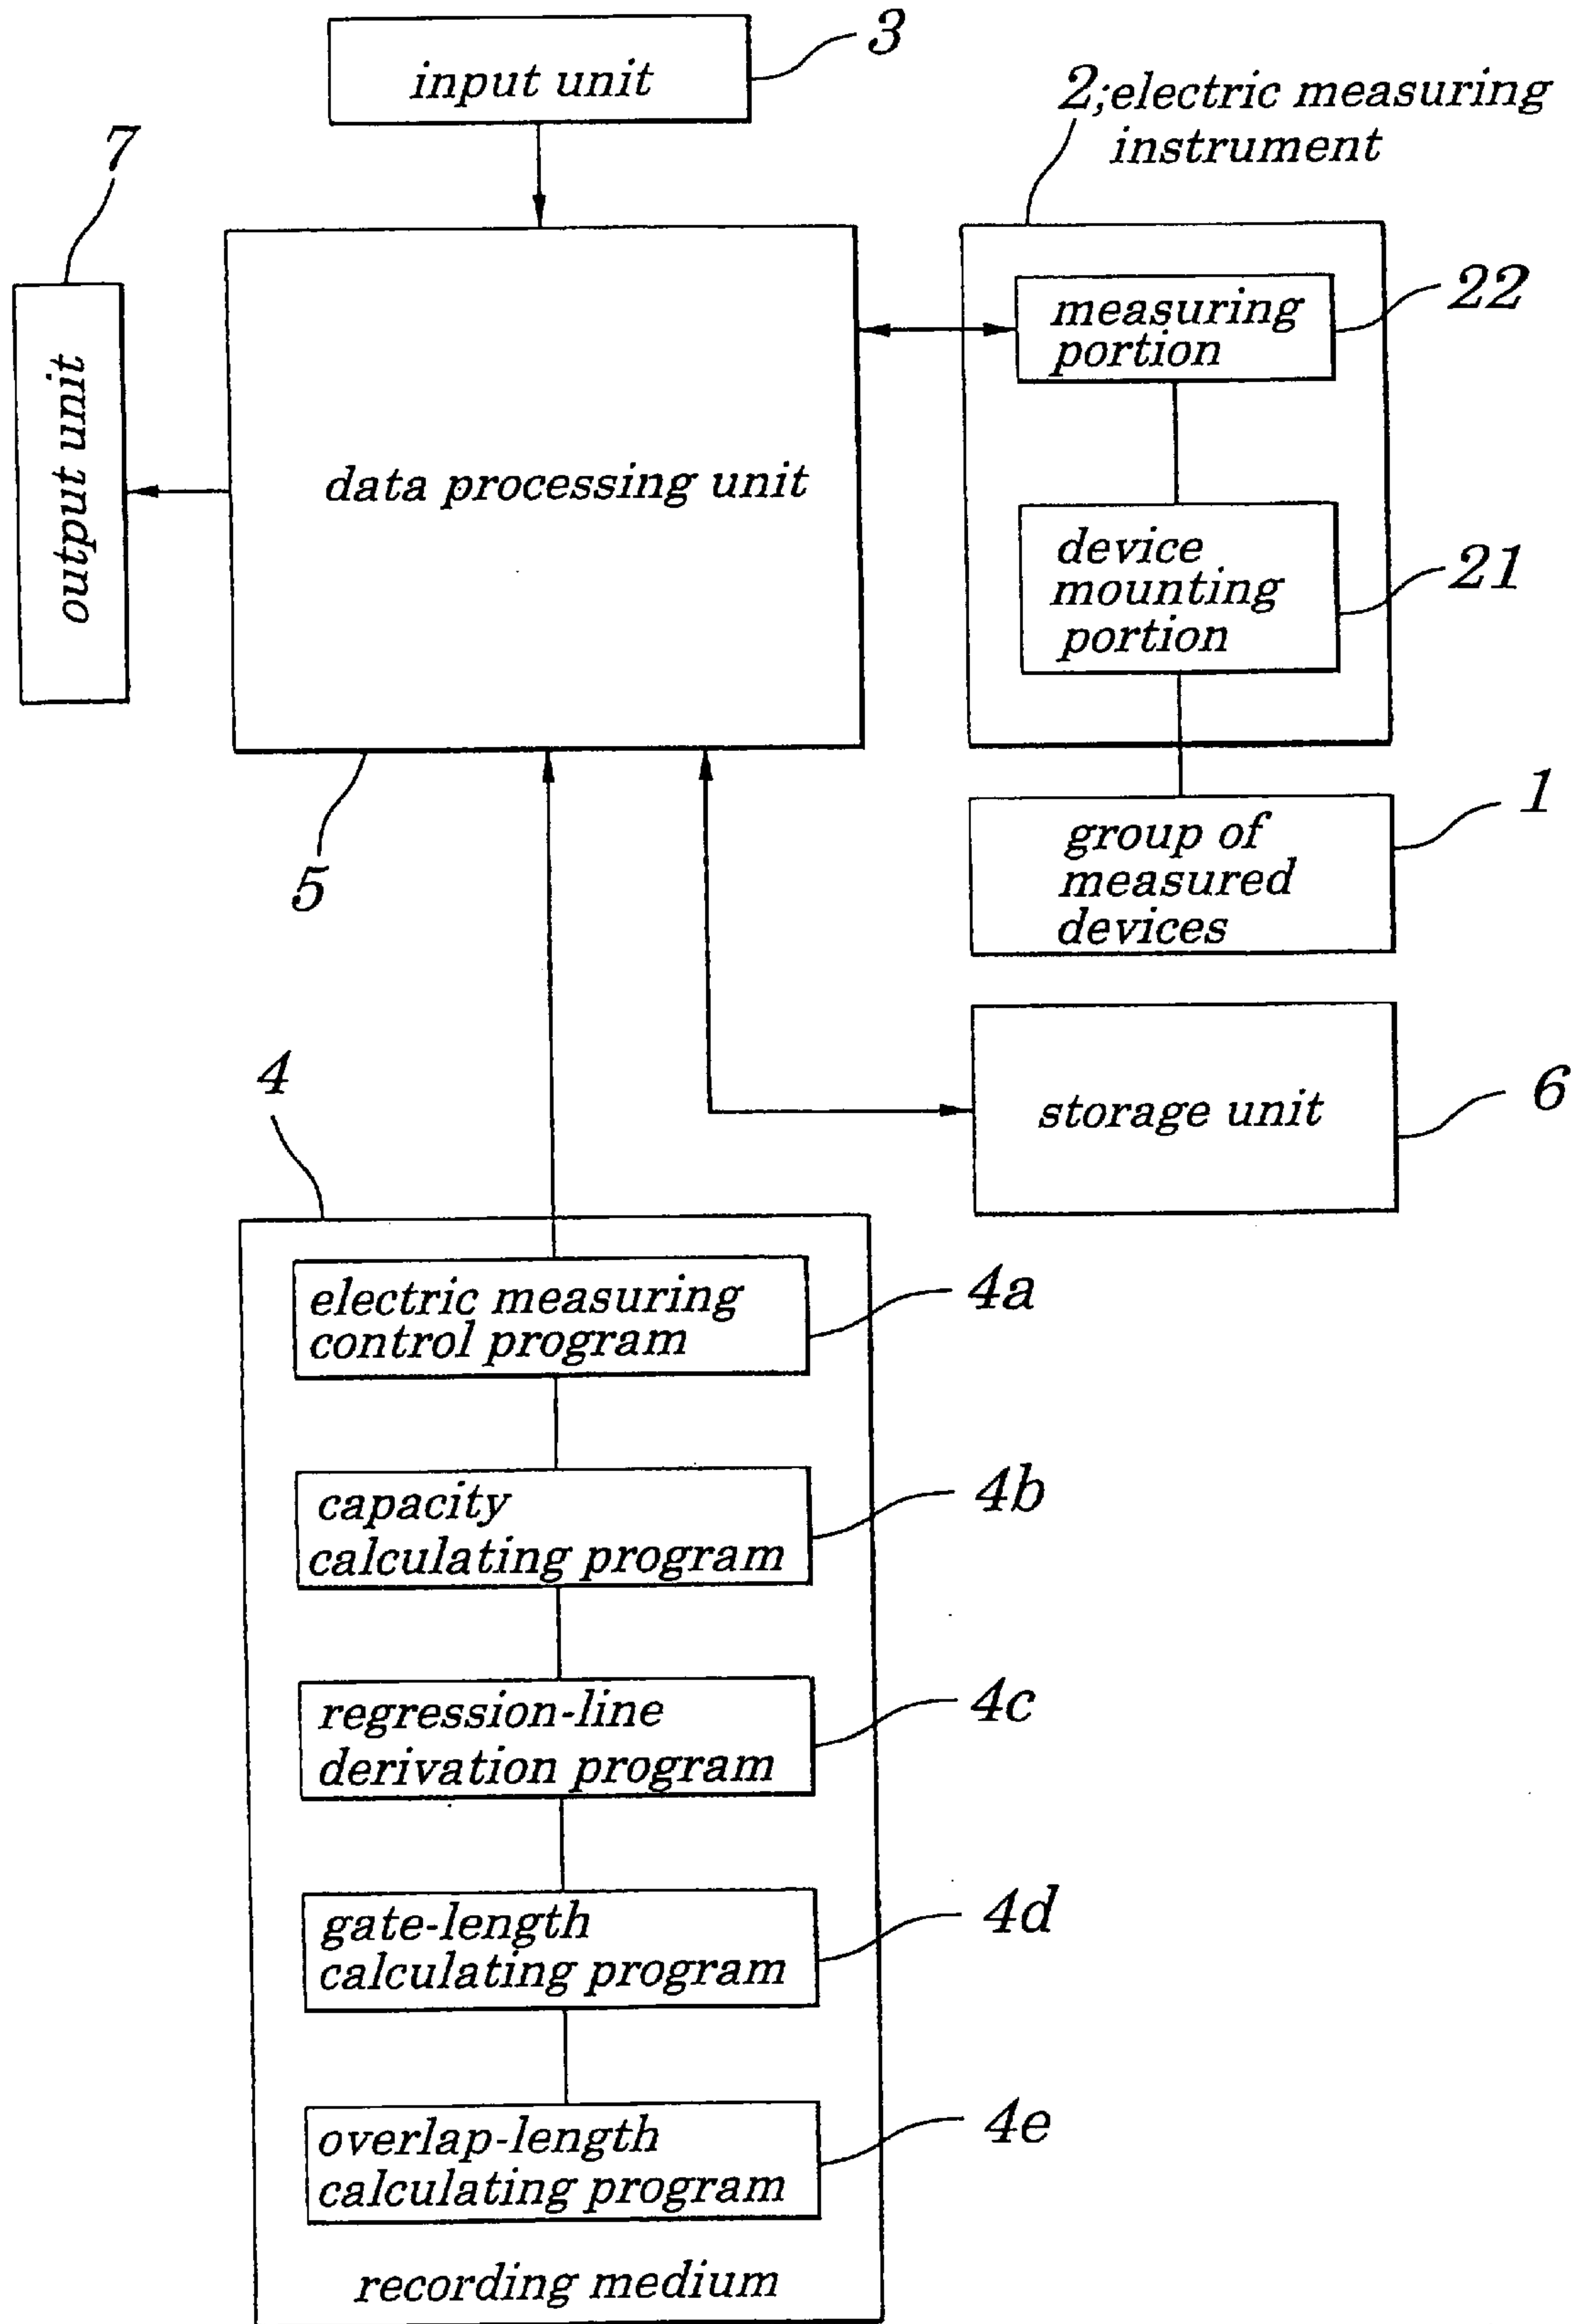 3
input unit
2;electric measuring
instrument
7
22
measuring
portion
output unit
data processing unit
device
mounting
portion
21
1
group of
measured
devices
5
4
storage unit
6
electric measuring
control program
4a
capacity
calculating program
4b
regression-line
derivation program
4c
gate-length
calculating program
4d
overlap-length
calculating program
4e
recording medium